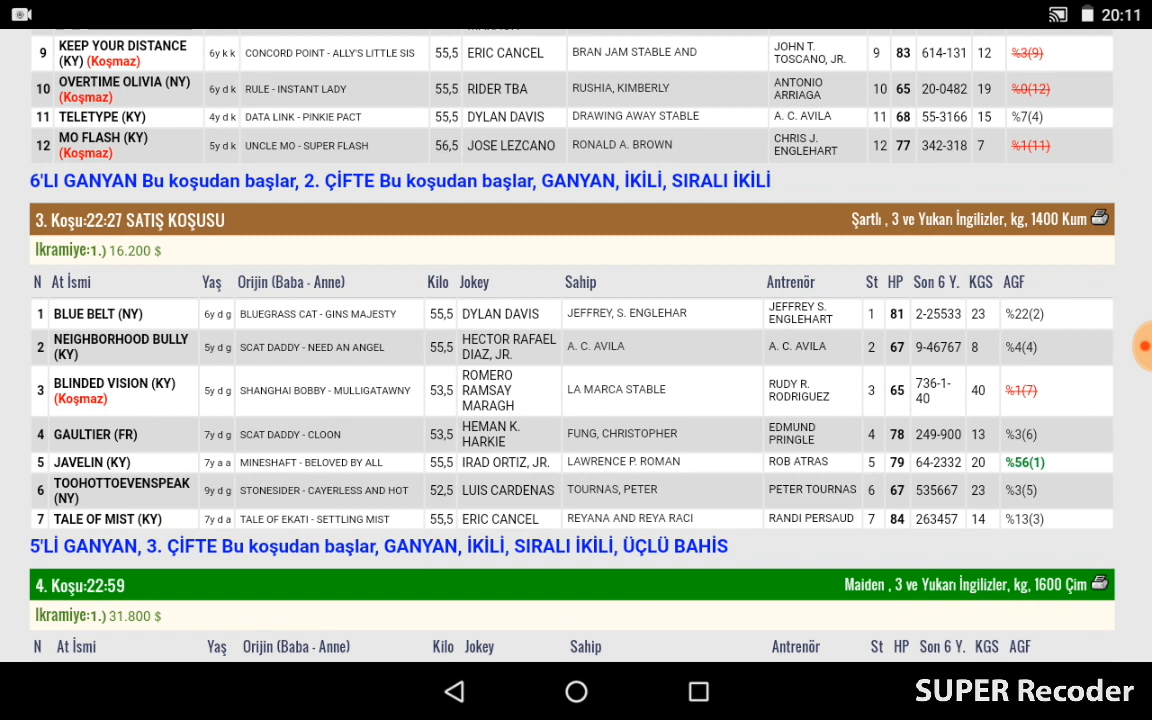 20:11
9 KEEP YOUR DISTANCE (KY) (Koşmaz) 6y k k CONCORD POINT - ALLY'S LITTLE SIS 55,5 ERIC CANCEL BRAN JAM STABLE AND JOHN T. TOSCANO, JR. 9 83 614-131 12 %3(9)
10 OVERTIME OLIVIA (NY) (Koşmaz) 6y d k RULE - INSTANT LADY 55,5 RIDER TBA RUSHIA, KIMBERLY ANTONIO ARRIAGA 10 65 20-0482 19 %0(12)
11 TELETYPE (KY) 4y d k DATA LINK - PINKIE PACT 55,5 DYLAN DAVIS DRAWING AWAY STABLE A. C. AVILA 11 68 55-3166 15 %7(4)
12 MO FLASH (KY) (Koşmaz) 5y d k UNCLE MO - SUPER FLASH 56,5 JOSE LEZCANO RONALD A. BROWN CHRIS J. ENGLEHART 12 77 342-318 7 %1(11)
6'LI GANYAN Bu koşudan başlar, 2. ÇİFTE Bu koşudan başlar, GANYAN, İKİLİ, SIRALI İKİLİ
3. Koşu:22:27 SATIŞ KOŞUSU Şartlı , 3 ve Yukarı İngilizler, kg, 1400 Kum
Ikramiye:1.) 16.200 $
N At İsmi Yaş Orijin (Baba - Anne) Kilo Jokey Sahip Antrenör St HP Son 6 Y. KGS AGF
1 BLUE BELT (NY) 6y d g BLUEGRASS CAT - GINS MAJESTY 55,5 DYLAN DAVIS JEFFREY, S. ENGLEHAR JEFFREY S. ENGLEHART 1 81 2-25533 23 %22(2)
2 NEIGHBORHOOD BULLY (KY) 5y d g SCAT DADDY - NEED AN ANGEL 55,5 HECTOR RAFAEL DIAZ, JR. A. C. AVILA A. C. AVILA 2 67 9-46767 8 %4(4)
3 BLINDED VISION (KY) (Koşmaz) 5y d g SHANGHAI BOBBY - MULLIGATAWNY 53,5 ROMERO RAMSAY MARAGH LA MARCA STABLE RUDY R. RODRIGUEZ 3 65 736-1-40 40 %1(7)
4 GAULTIER (FR) 7y d g SCAT DADDY - CLOON 53,5 HEMAN K. HARKIE FUNG, CHRISTOPHER EDMUND PRINGLE 4 78 249-900 13 %3(6)
5 JAVELIN (KY) 7y a a MINESHAFT - BELOVED BY ALL 55,5 IRAD ORTIZ, JR. LAWRENCE P. ROMAN ROB ATRAS 5 79 64-2332 20 %56(1)
6 TOOHOTTOEVENSPEAK (NY) 9y d g STONESIDER - CAYERLESS AND HOT 52,5 LUIS CARDENAS TOURNAS, PETER PETER TOURNAS 6 67 535667 23 %3(5)
7 TALE OF MIST (KY) 7y d a TALE OF EKATI - SETTLING MIST 55,5 ERIC CANCEL REYANA AND REYA RACI RANDI PERSAUD 7 84 263457 14 %13(3)
5'Lİ GANYAN, 3. ÇİFTE Bu koşudan başlar, GANYAN, İKİLİ, SIRALI İKİLİ, ÜÇLÜ BAHİS
4. Koşu:22:59 Maiden , 3 ve Yukarı İngilizler, kg, 1600 Çim
Ikramiye:1.) 31.800 $
N At İsmi Yaş Orijin (Baba - Anne) Kilo Jokey Sahip Antrenör St HP Son 6 Y. KGS AGF
SUPER Recoder